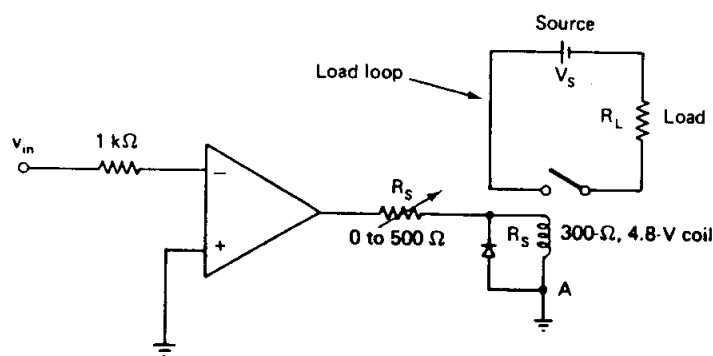 Source
V_S
Load loop
R_L Load
v_in
1 kΩ
−
+
R_S
0 to 500 Ω
R_S 300-Ω, 4.8-V coil
A